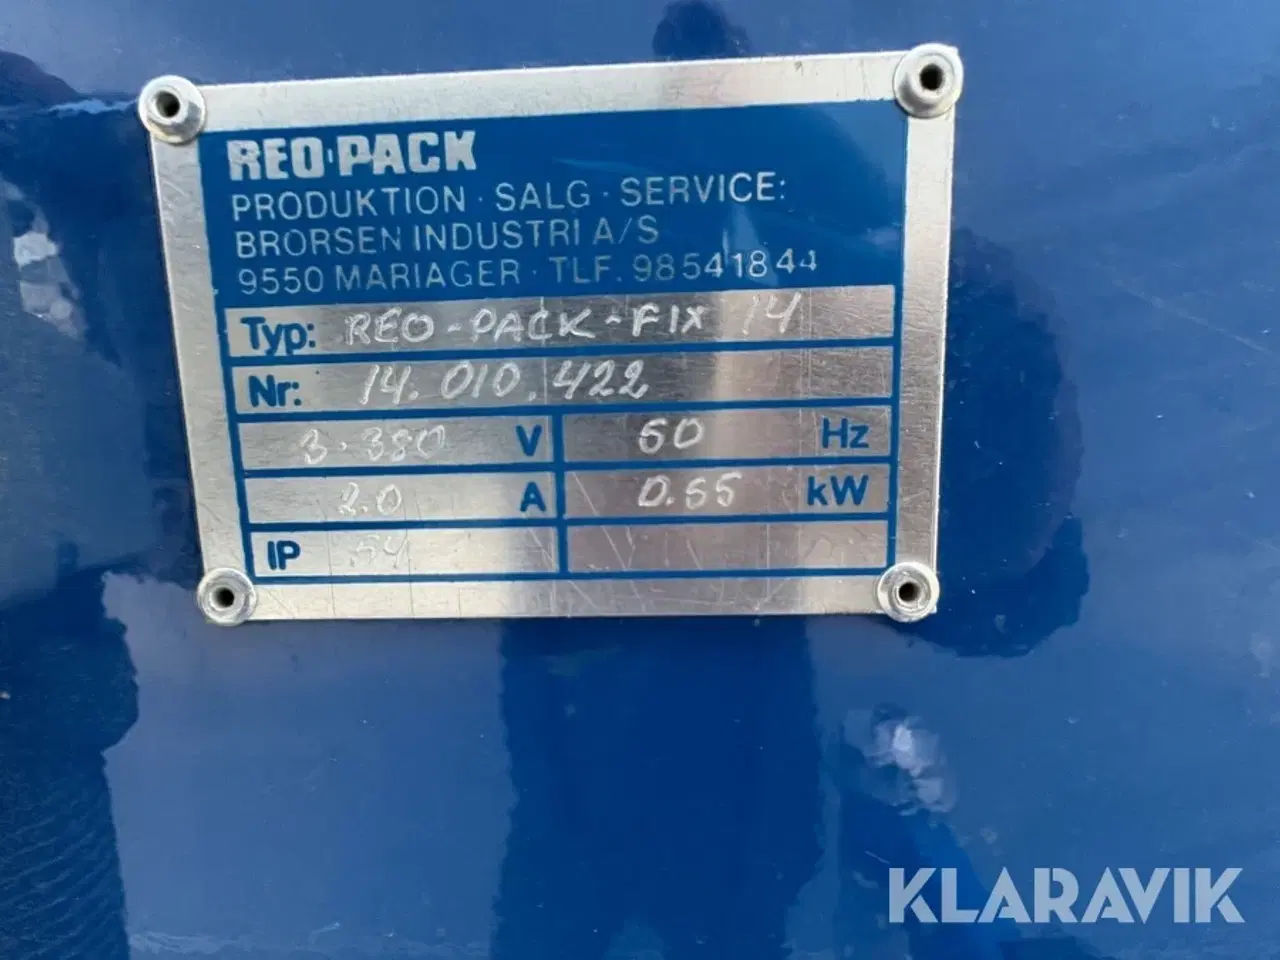 REO-PACK
PRODUKTION · SALG · SERVICE:
BRORSEN INDUSTRI A/S
9550 MARIAGER · TLF. 98541844
Typ: REO-PACK-FIX 14
Nr: 14.010.422
3.380 V 50 Hz
2.0 A 0.55 kW
IP 54
KLARAVIK